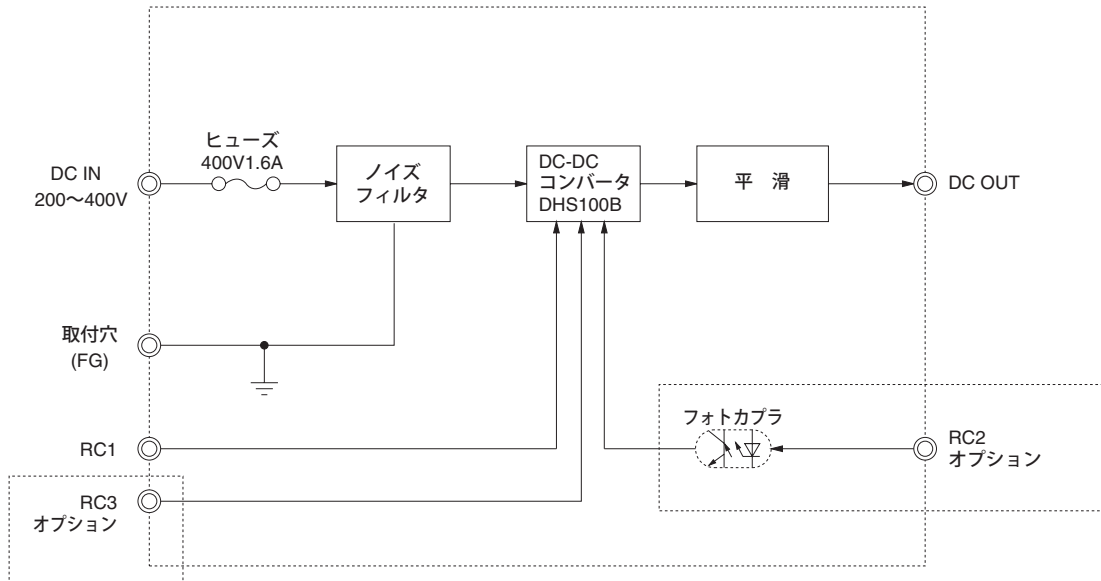 ヒューズ
400V1.6A
DC IN
200～400V
ノイズ
フィルタ
DC-DC
コンバータ
DHS100B
平　滑
DC OUT
取付穴
(FG)
フォトカプラ
RC1
RC2
オプション
RC3
オプション